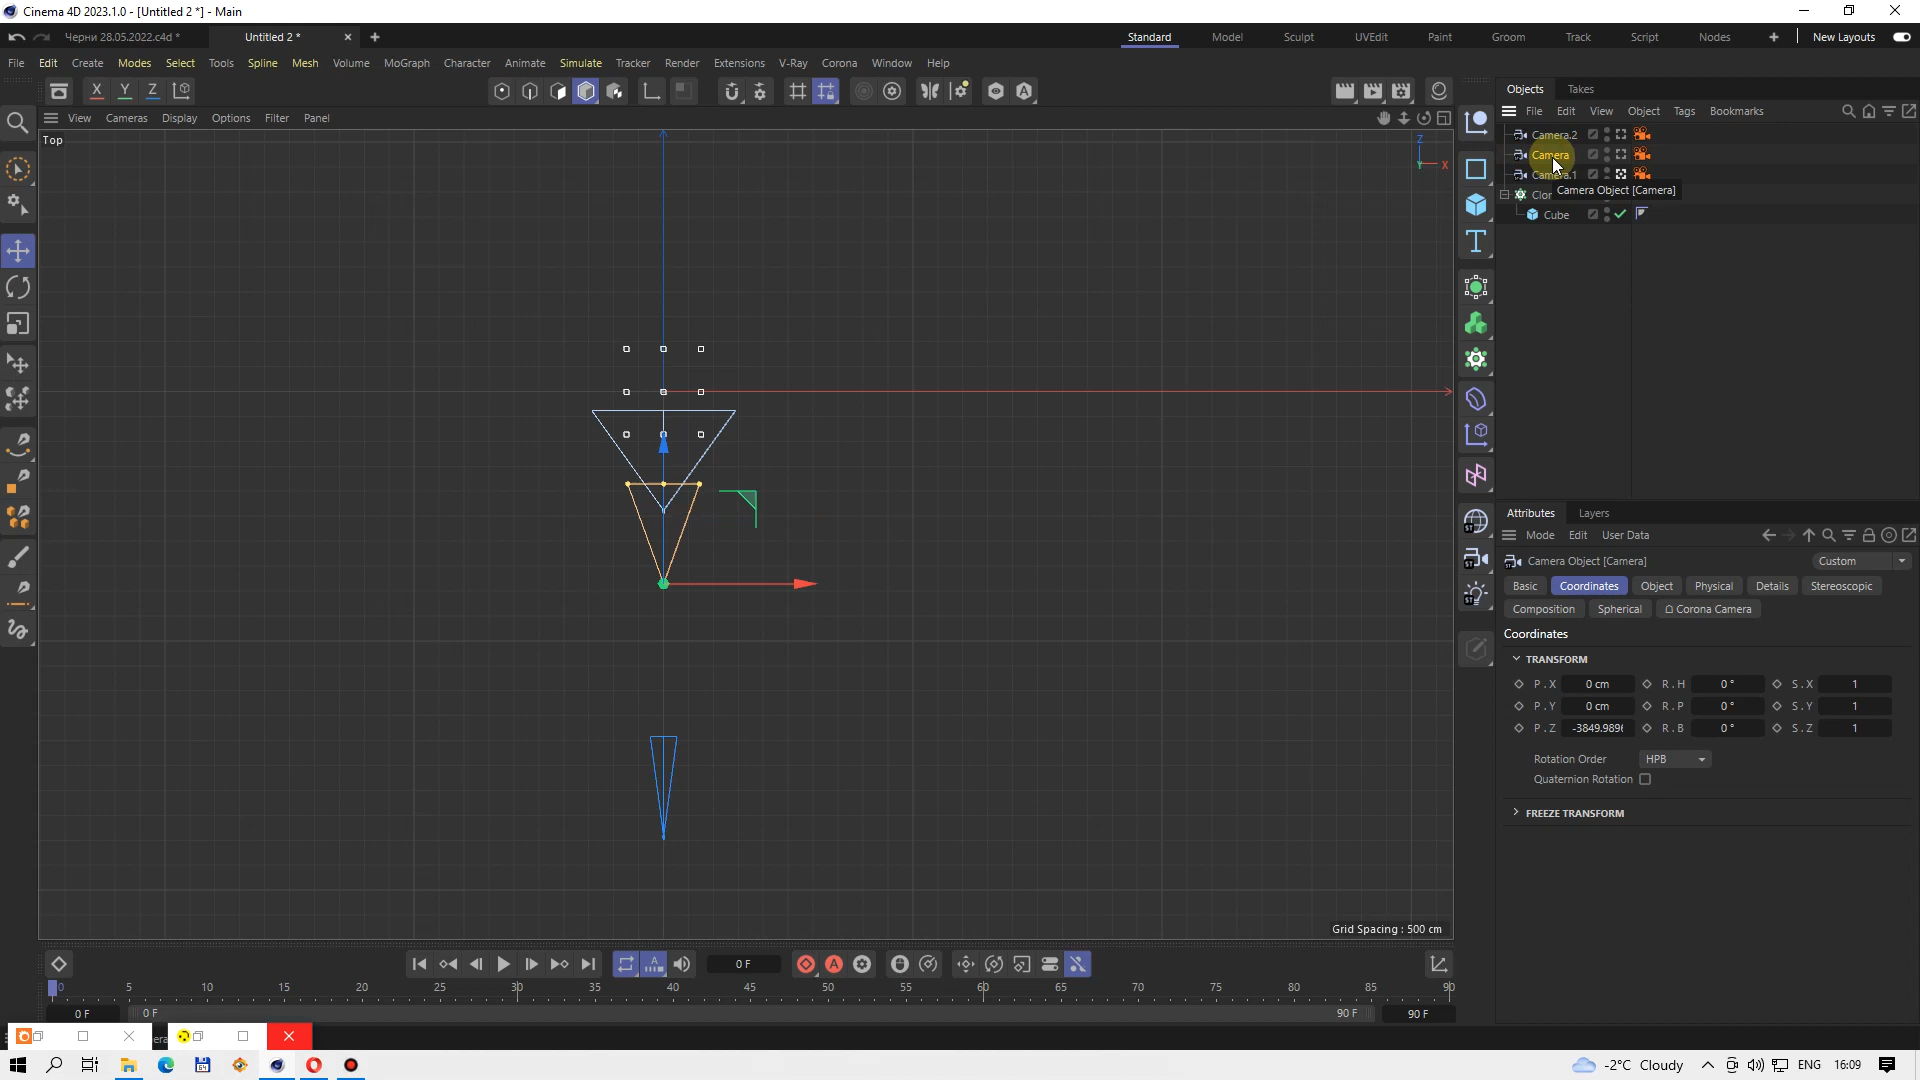 Cinema 4D 2023.1.0 - [Untitled 2 *] - Main
Черни 28.05.2022.c4d *
Untitled 2 *
Standard
Model
Sculpt
UVEdit
Paint
Groom
Track
Script
Nodes
New Layouts
File Edit Create Modes Select Tools Spline Mesh Volume MoGraph Character Animate Simulate Tracker Render Extensions V-Ray Corona Window Help
X Y Z
Objects Takes
File Edit View Object Tags Bookmarks
View Cameras Display Options Filter Panel
Top
Z
Y X
Camera.2
Camera
Camera.1
Camera Object [Camera]
Cube
Attributes Layers
Mode Edit User Data
Camera Object [Camera]
Custom
Basic Coordinates Object Physical Details Stereoscopic
Composition Spherical Corona Camera
Coordinates
TRANSFORM
P . X 0 cm R . H 0 ° S . X 1
P . Y 0 cm R . P 0 ° S . Y 1
P . Z -3849.989 R . B 0 ° S . Z 1
Rotation Order HPB
Quaternion Rotation
FREEZE TRANSFORM
Grid Spacing : 500 cm
0 F
0 5 10 15 20 25 30 35 40 45 50 55 60 65 70 75 80 85 90
0 F 0 F 90 F 90 F
-2°C Cloudy
ENG
16:09